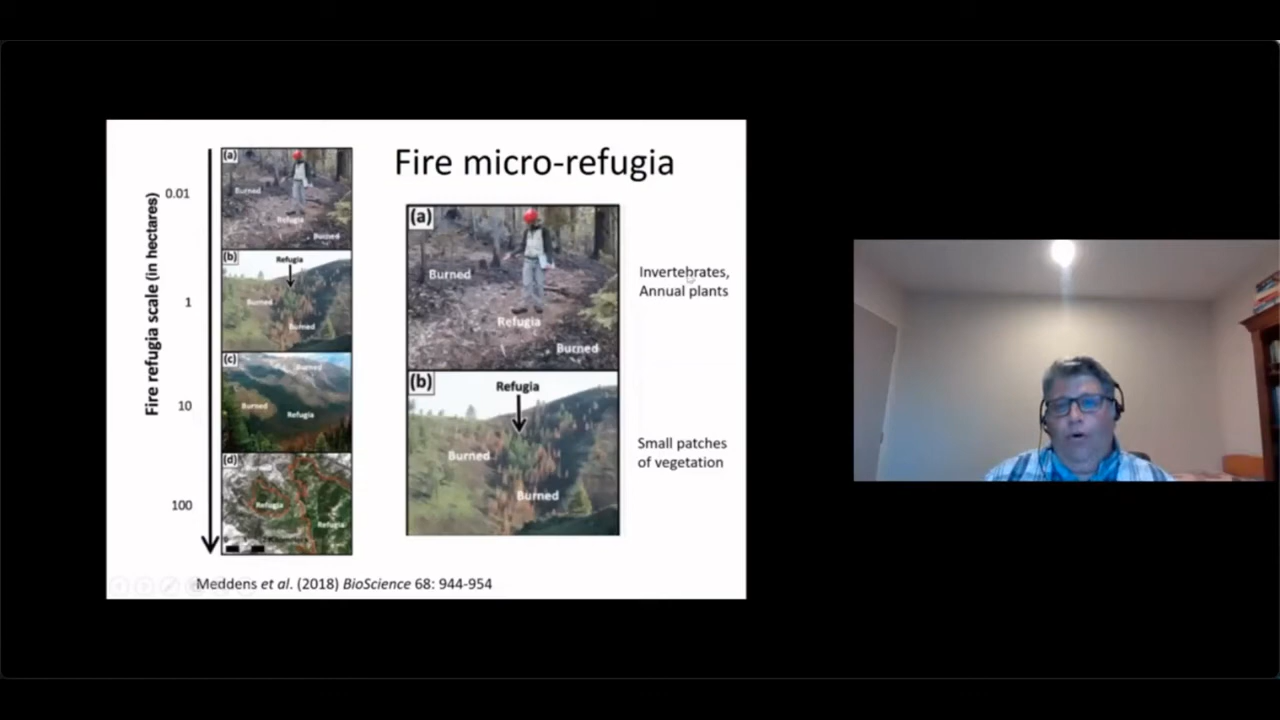 Fire micro-refugia
Fire refugia scale (in hectares)
0.01
1
10
100
(a)
Burned
Refugia
Burned
(b)
Refugia
Burned
Burned
(c)
Burned
Burned
Refugia
(d)
Refugia
Refugia
(a)
Burned
Refugia
Burned
Invertebrates,
Annual plants
(b)
Refugia
Burned
Burned
Small patches
of vegetation
Meddens et al. (2018) BioScience 68: 944-954